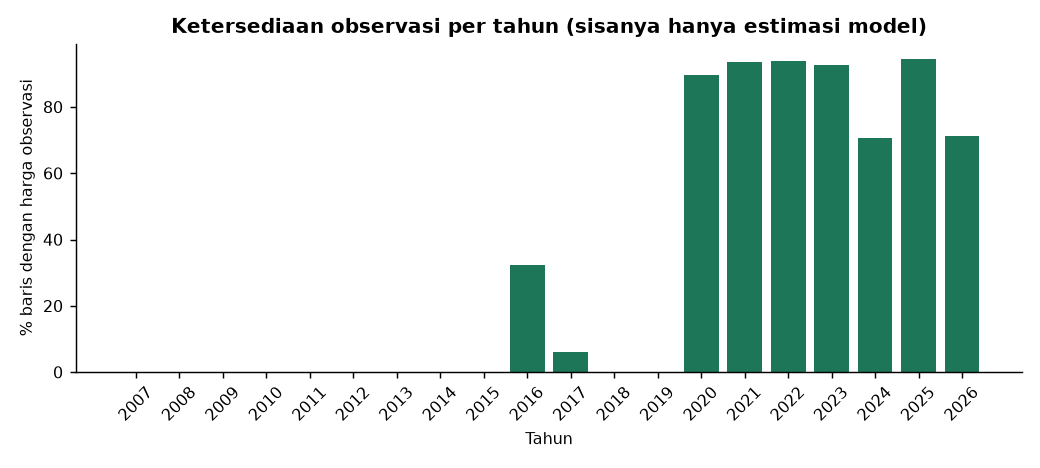 Ketersediaan observasi per tahun (sisanya hanya estimasi model)
% baris dengan harga observasi
80
60
40
20
0
2007 2008 2009 2010 2011 2012 2013 2014 2015 2016 2017 2018 2019 2020 2021 2022 2023 2024 2025 2026
Tahun